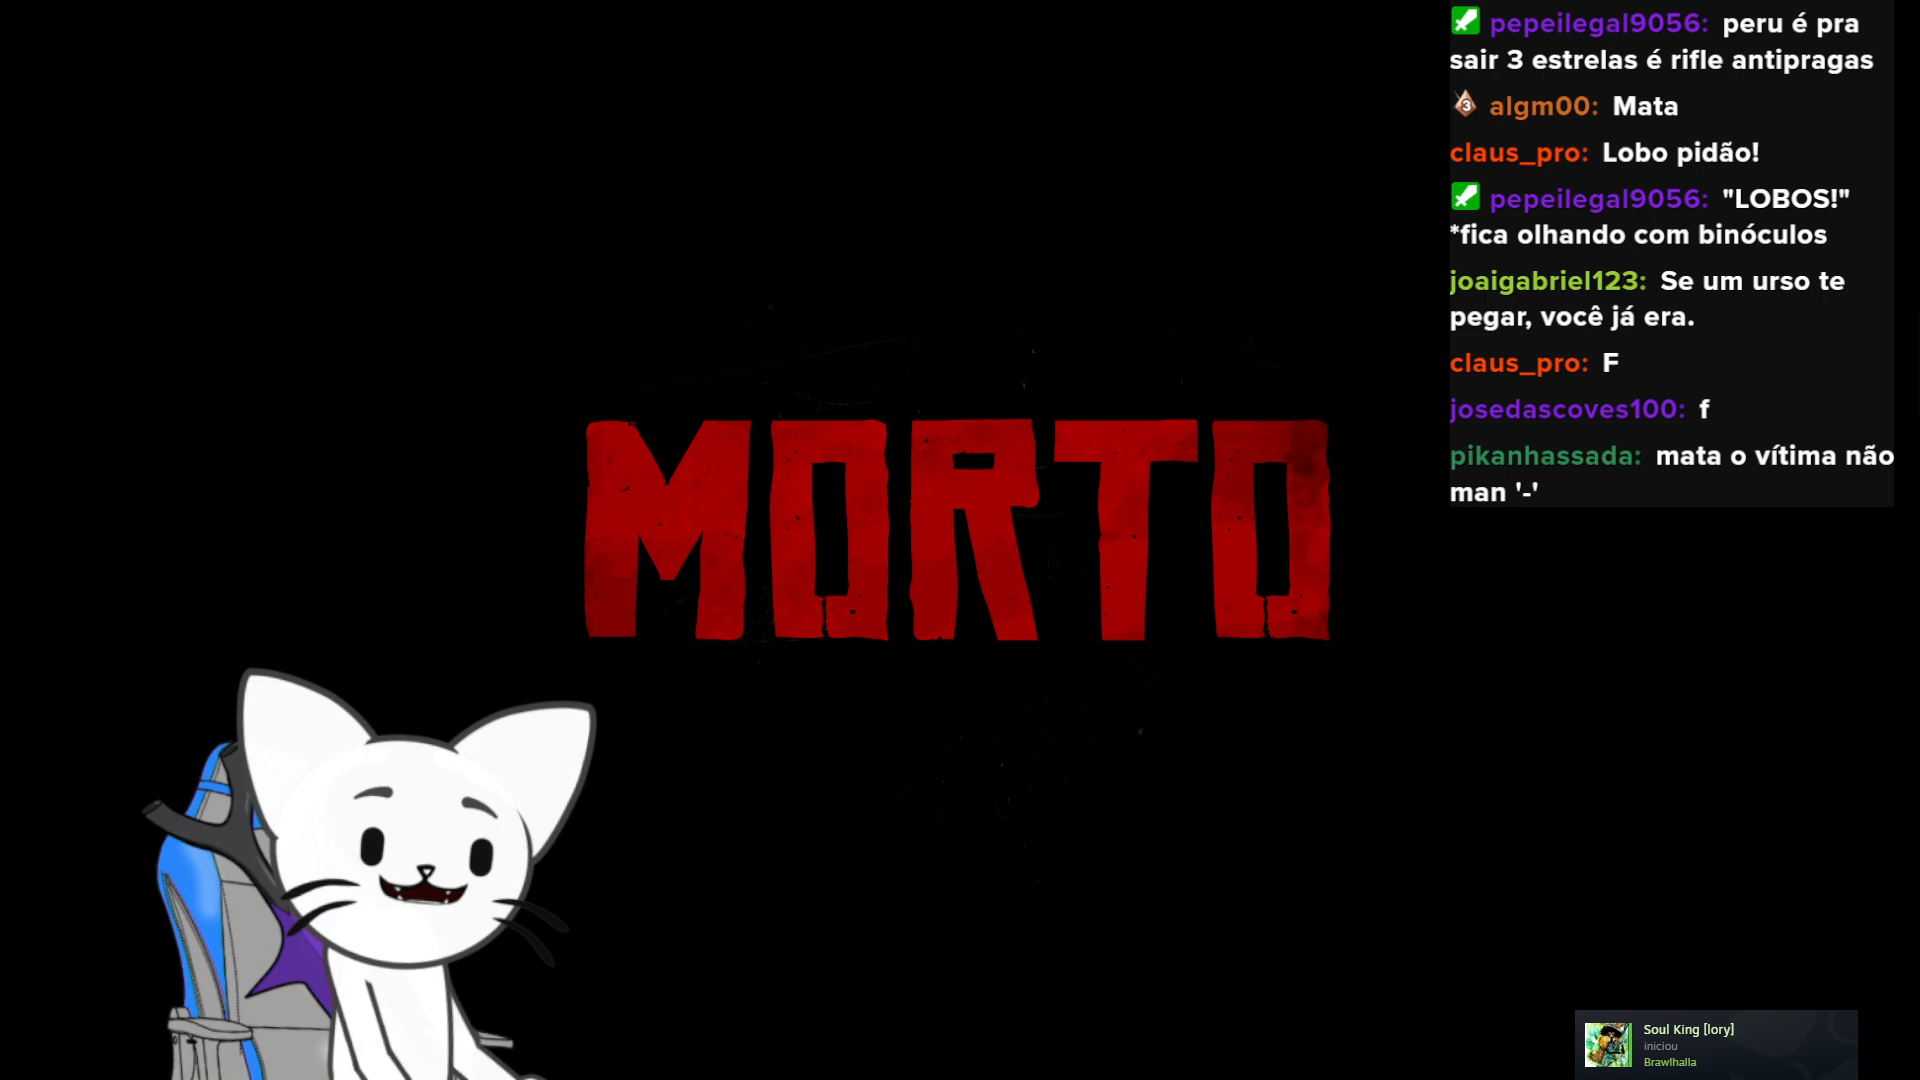 pepeilegal9056: peru é pra
sair 3 estrelas é rifle antipragas
3 algm00: Mata
claus_pro: Lobo pidão!
pepeilegal9056: "LOBOS!"
*fica olhando com binóculos
joaigabriel123: Se um urso te
pegar, você já era.
claus_pro: F
josedascoves100: f
pikanhassada: mata o vítima não
man '-'
MORTO
Soul King [lory]
iniciou
Brawlhalla